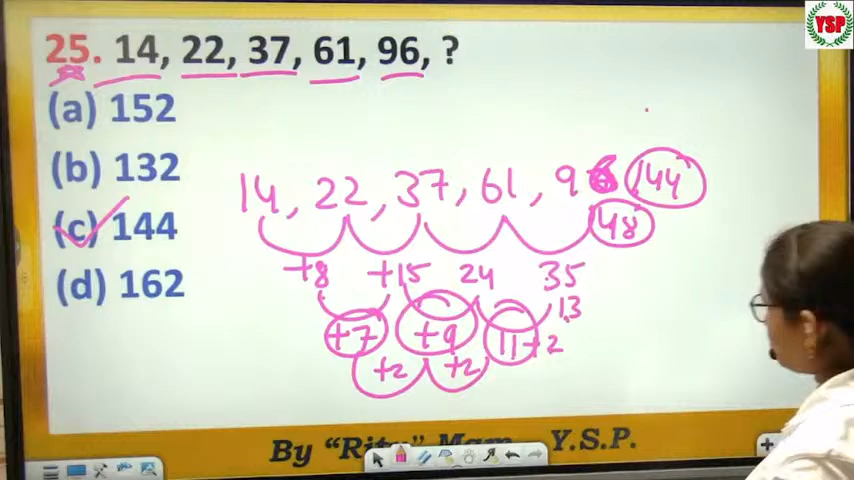 YSP
25. 14, 22, 37, 61, 96, ?
(a) 152
(b) 132
(c) 144
(d) 162
14, 22, 37, 61, 96 144
48
+8 +15 24 35
13
+7 +9 11+2
+2 +2
By "Ritu" Mam Y.S.P.